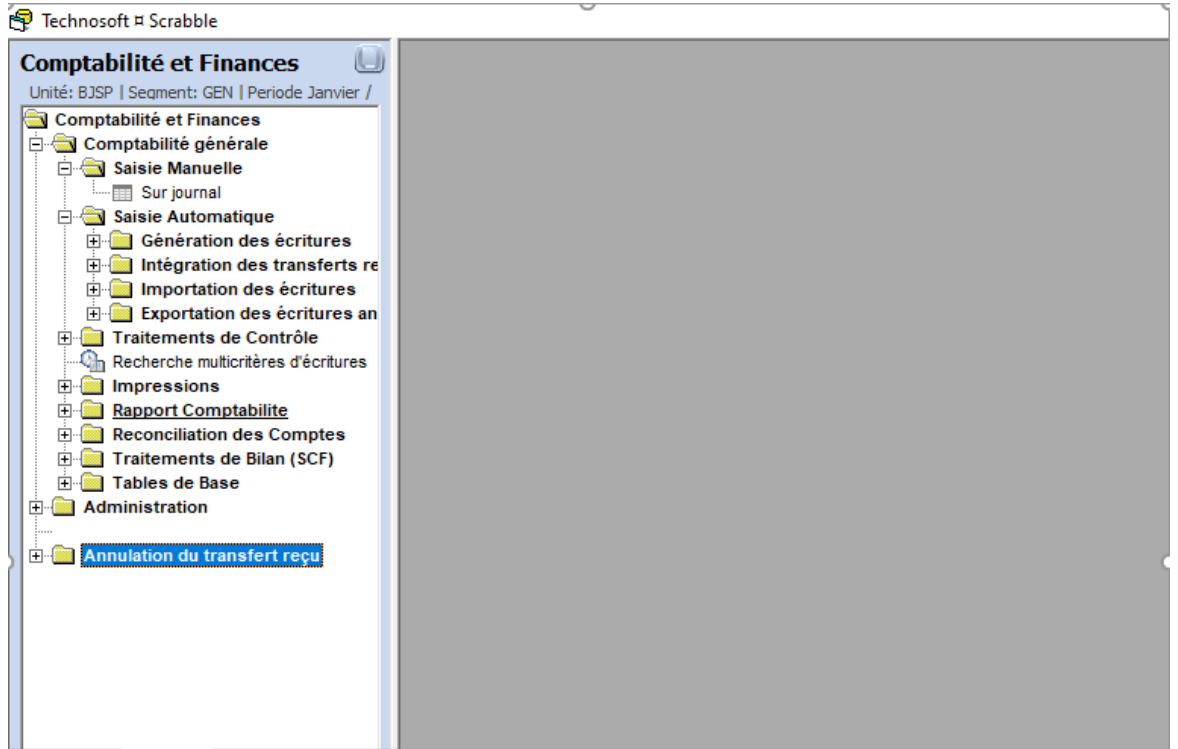 Technosoft ¤ Scrabble
Comptabilité et Finances
Unité: BJSP | Segment: GEN | Periode Janvier /
Comptabilité et Finances
Comptabilité générale
Saisie Manuelle
Sur journal
Saisie Automatique
Génération des écritures
Intégration des transferts re
Importation des écritures
Exportation des écritures an
Traitements de Contrôle
Recherche multicritères d'écritures
Impressions
Rapport Comptabilite
Reconciliation des Comptes
Traitements de Bilan (SCF)
Tables de Base
Administration
Annulation du transfert reçu